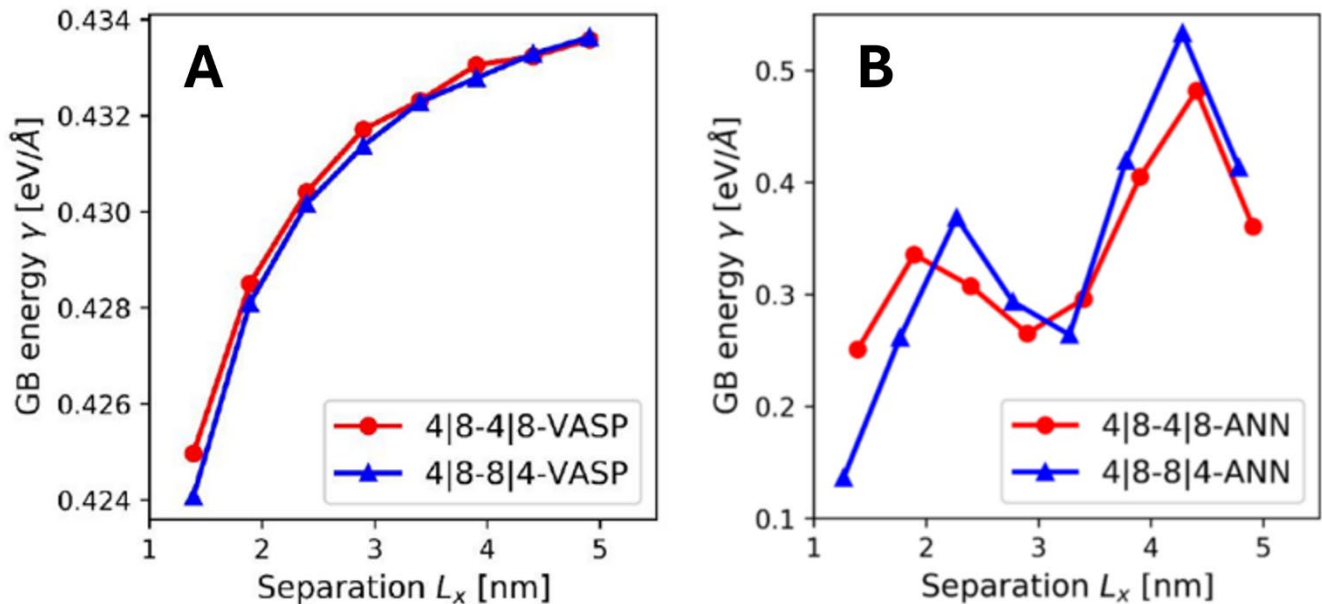 A
GB energy γ [eV/Å]
0.434
0.432
0.430
0.428
0.426
0.424
4|8-4|8-VASP
4|8-8|4-VASP
1 2 3 4 5
Separation Lₓ [nm]
B
GB energy γ [eV/Å]
0.5
0.4
0.3
0.2
0.1
4|8-4|8-ANN
4|8-8|4-ANN
1 2 3 4 5
Separation Lₓ [nm]